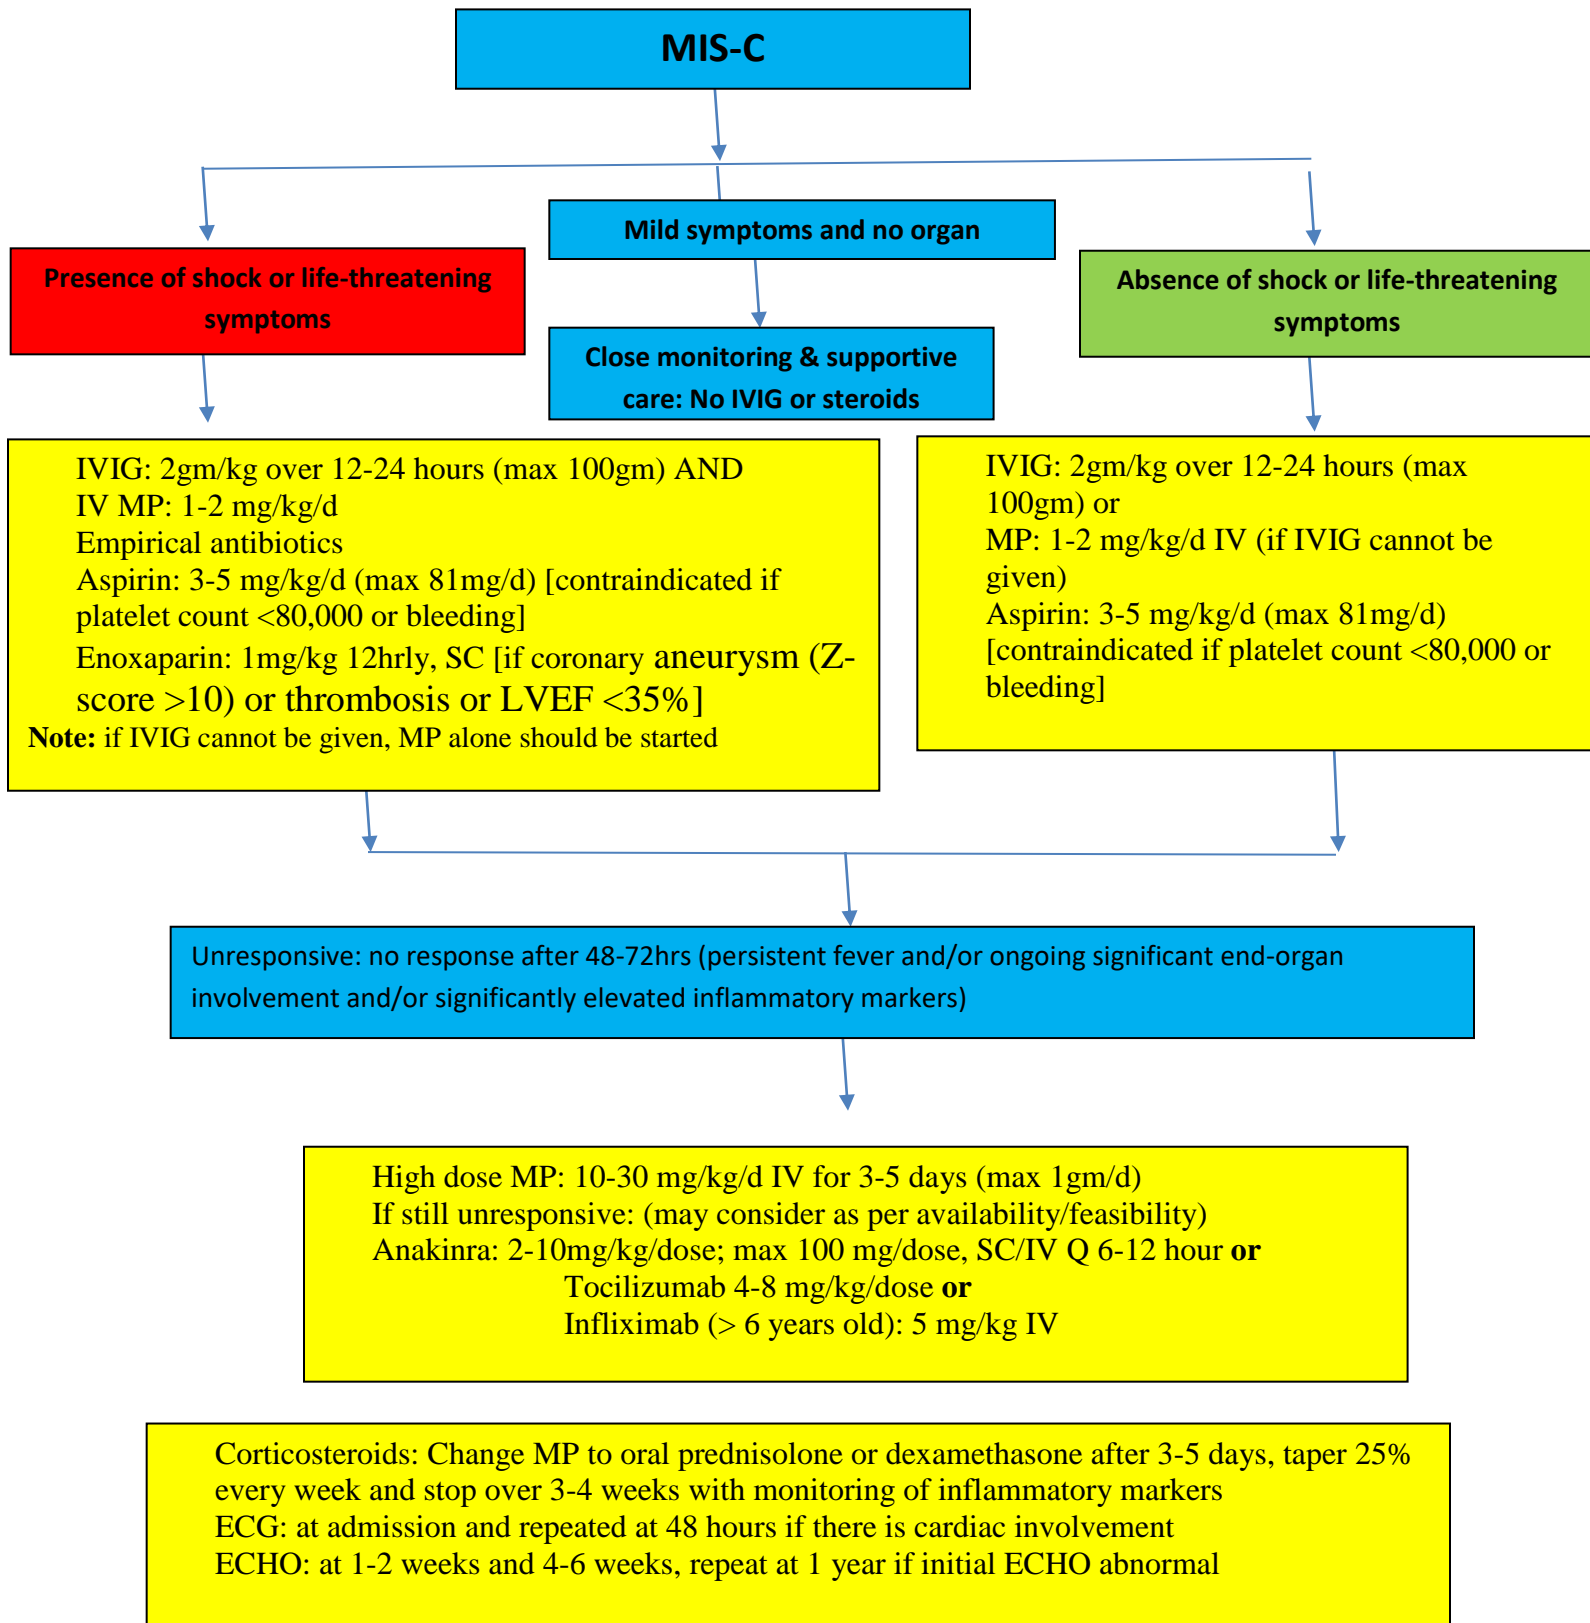 MIS-C
Mild symptoms and no organ
Presence of shock or life-threatening
symptoms
Absence of shock or life-threatening
symptoms
Close monitoring & supportive
care: No IVIG or steroids
IVIG: 2gm/kg over 12-24 hours (max 100gm) AND
IV MP: 1-2 mg/kg/d
Empirical antibiotics
Aspirin: 3-5 mg/kg/d (max 81mg/d) [contraindicated if
platelet count <80,000 or bleeding]
Enoxaparin: 1mg/kg 12hrly, SC [if coronary aneurysm (Z-
score >10) or thrombosis or LVEF <35%]
Note: if IVIG cannot be given, MP alone should be started
IVIG: 2gm/kg over 12-24 hours (max
100gm) or
MP: 1-2 mg/kg/d IV (if IVIG cannot be
given)
Aspirin: 3-5 mg/kg/d (max 81mg/d)
[contraindicated if platelet count <80,000 or
bleeding]
Unresponsive: no response after 48-72hrs (persistent fever and/or ongoing significant end-organ
involvement and/or significantly elevated inflammatory markers)
High dose MP: 10-30 mg/kg/d IV for 3-5 days (max 1gm/d)
If still unresponsive: (may consider as per availability/feasibility)
Anakinra: 2-10mg/kg/dose; max 100 mg/dose, SC/IV Q 6-12 hour or
Tocilizumab 4-8 mg/kg/dose or
Infliximab (> 6 years old): 5 mg/kg IV
Corticosteroids: Change MP to oral prednisolone or dexamethasone after 3-5 days, taper 25%
every week and stop over 3-4 weeks with monitoring of inflammatory markers
ECG: at admission and repeated at 48 hours if there is cardiac involvement
ECHO: at 1-2 weeks and 4-6 weeks, repeat at 1 year if initial ECHO abnormal